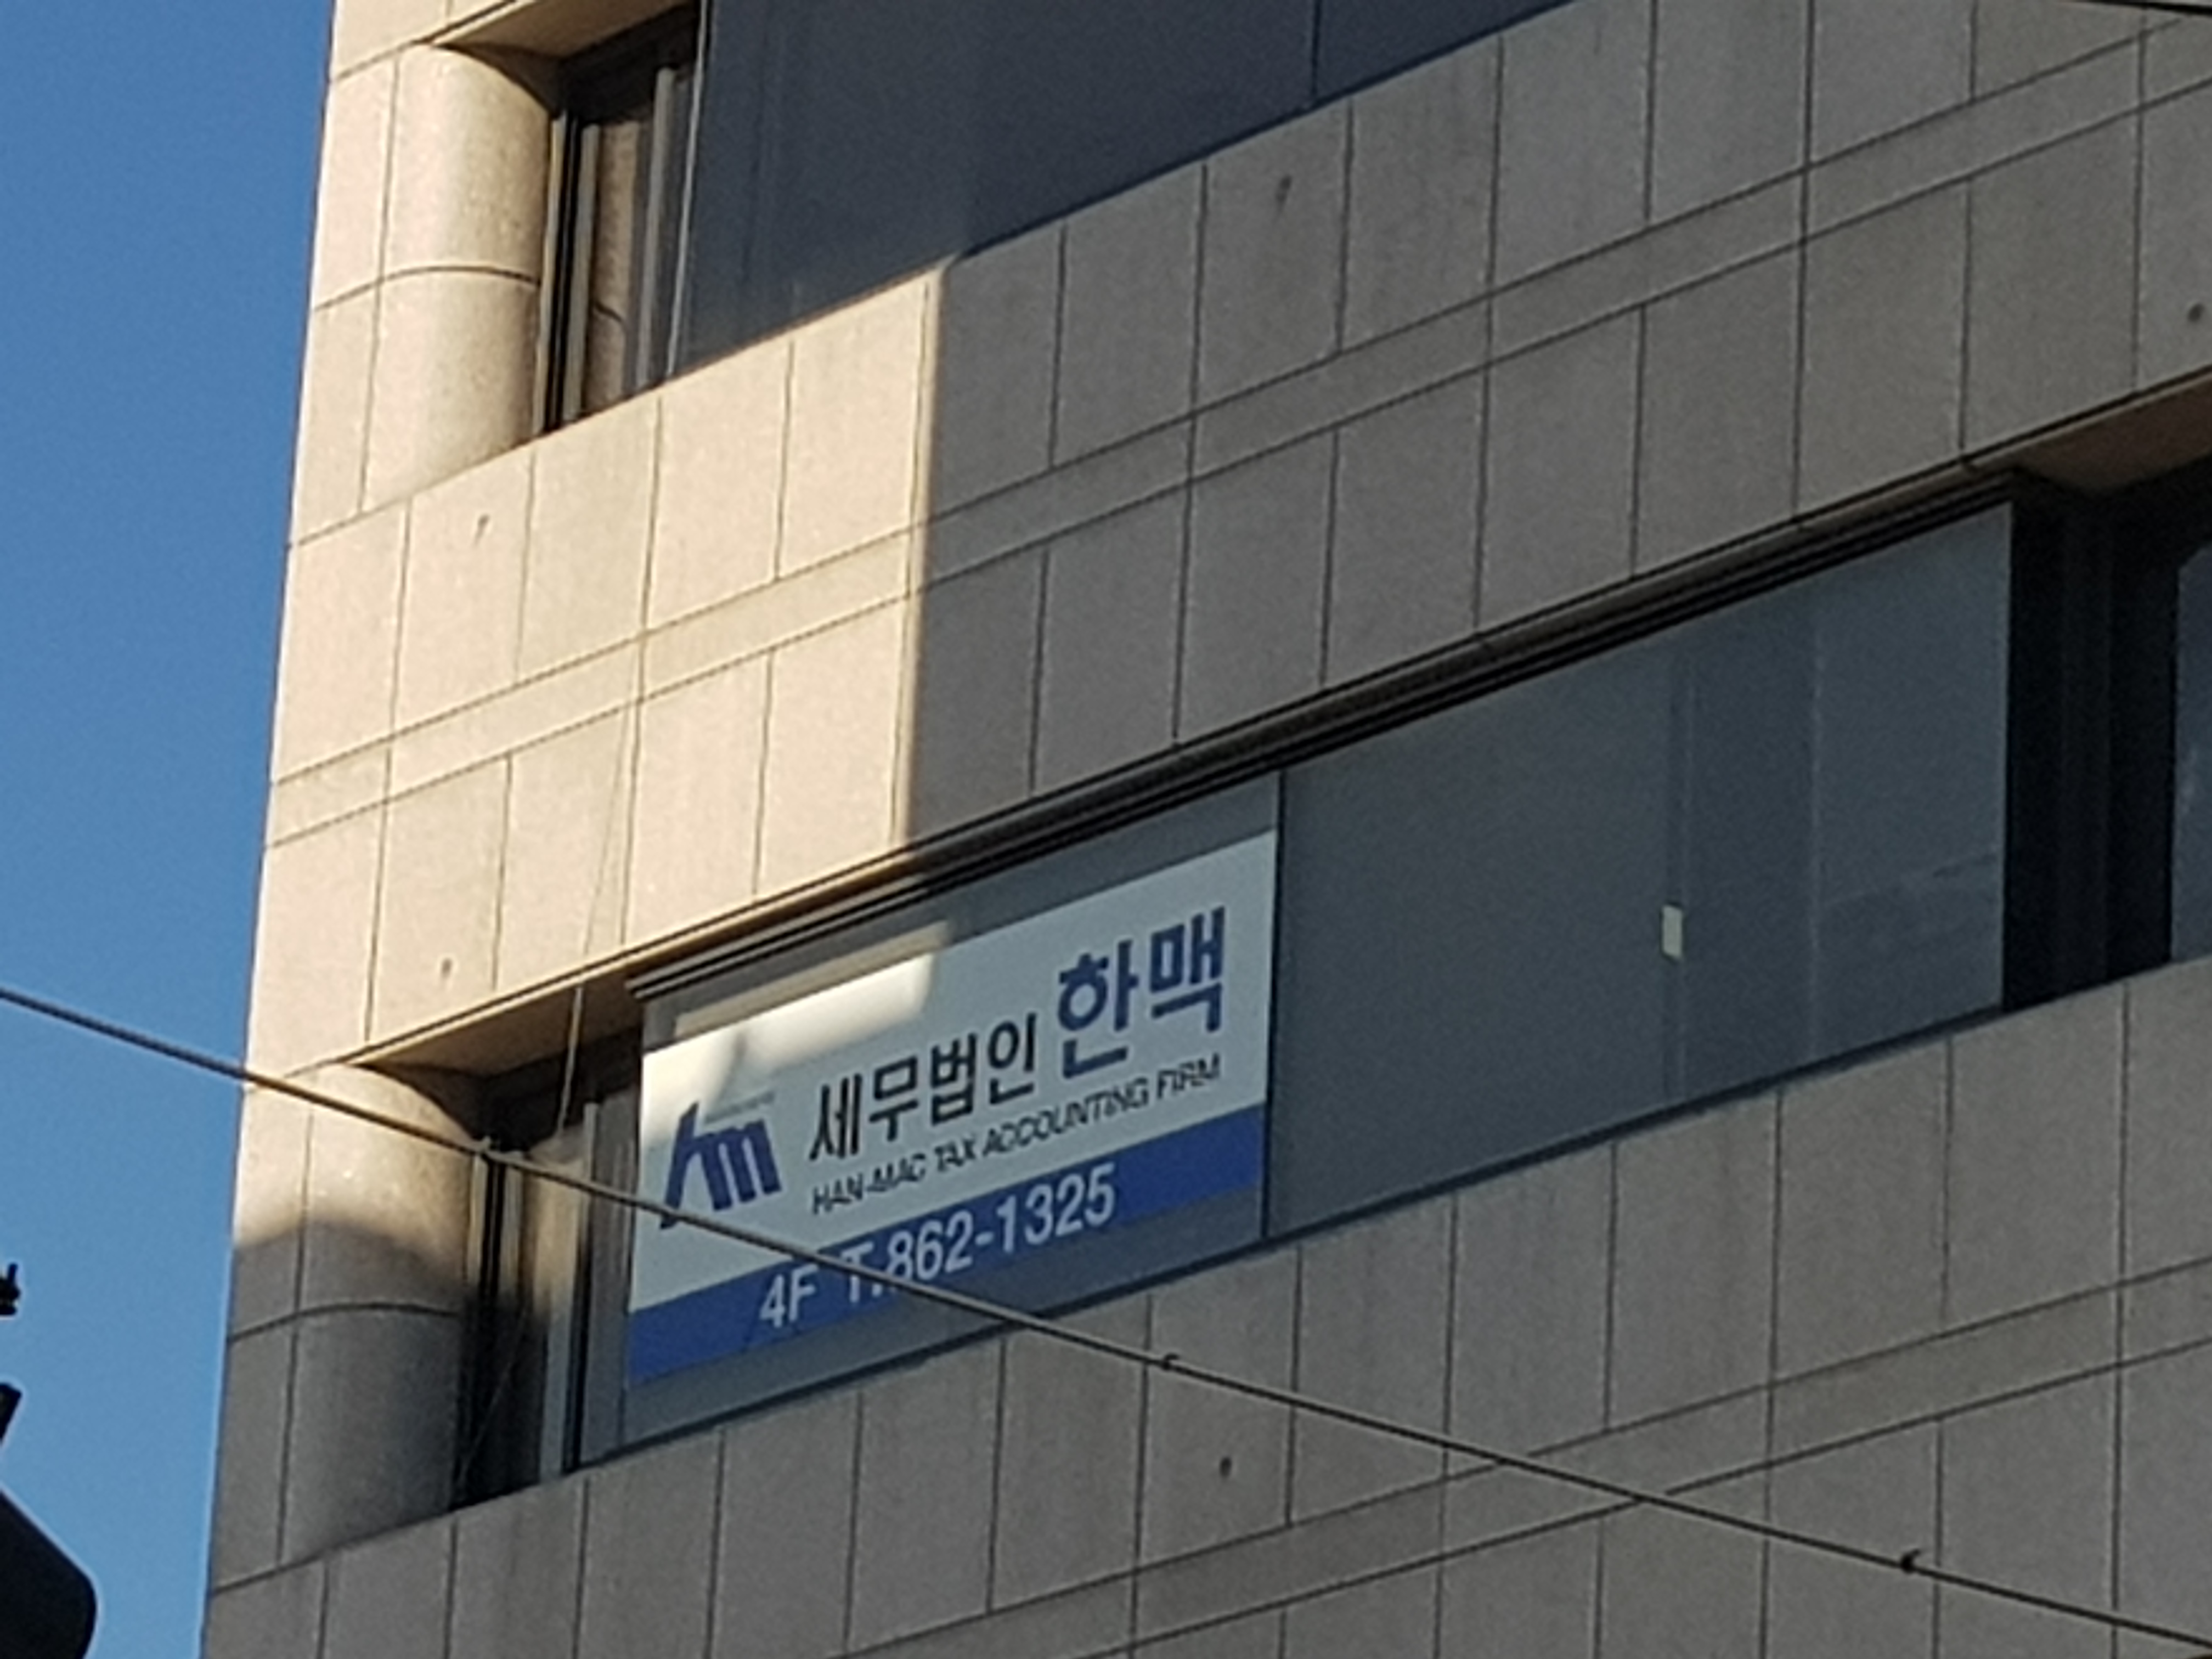 hm
세무법인 한맥
HAN-MAC TAX ACCOUNTING FIRM
4F T.862-1325